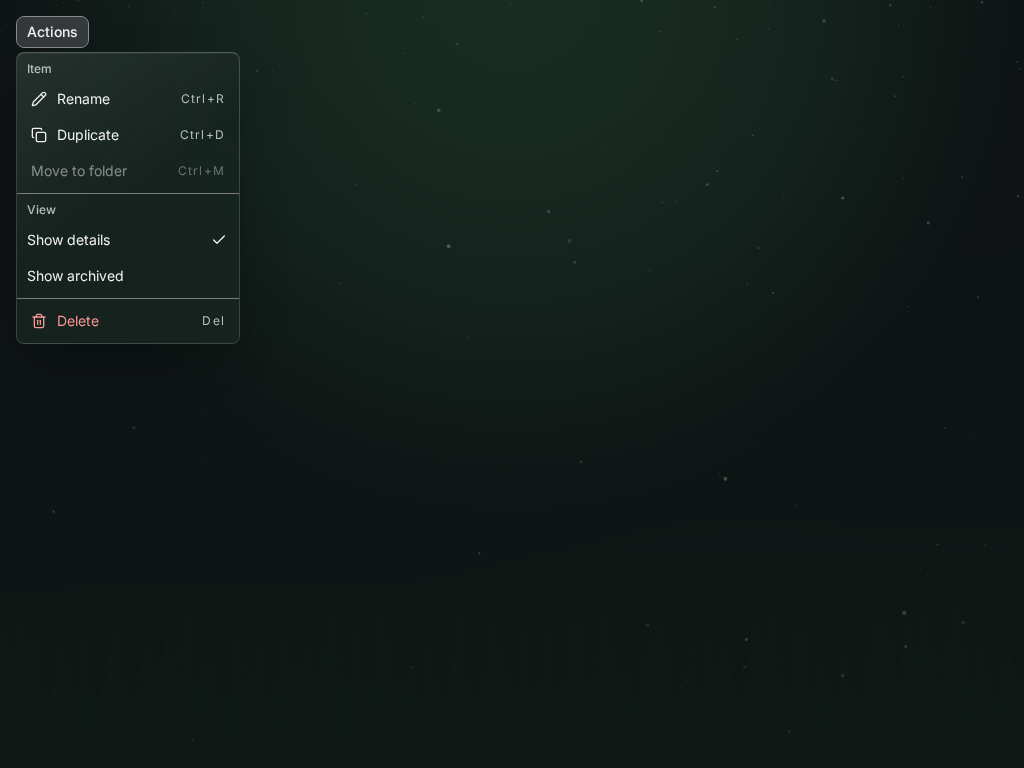 Actions
Item
Rename Ctrl+R
Duplicate Ctrl+D
Move to folder Ctrl+M
View
Show details
Show archived
Delete Del